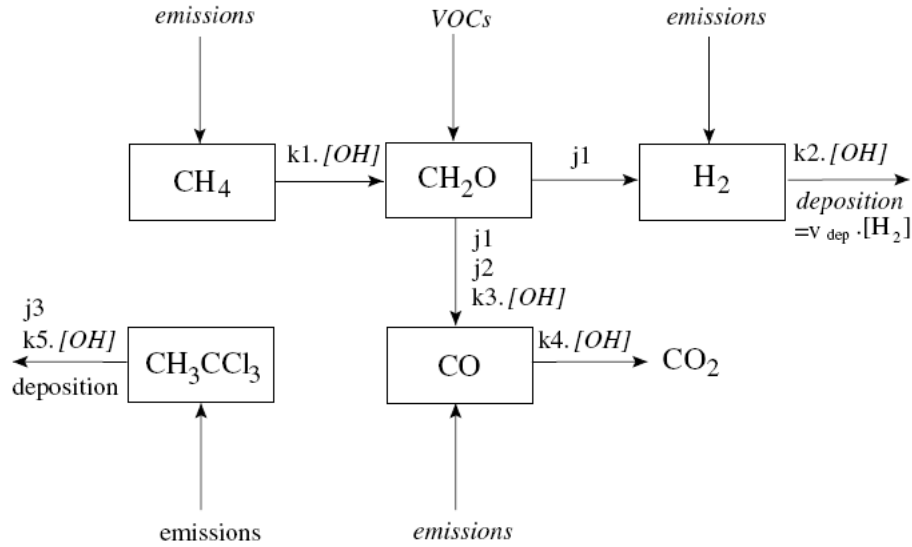 emissions
VOCs
emissions
CH₄
k1.[OH]
CH₂O
j1
H₂
k2.[OH]
deposition
=v dep .[H₂]
j1
j2
k3.[OH]
j3
k5.[OH]
deposition
CH₃CCl₃
CO
k4.[OH]
CO₂
emissions
emissions